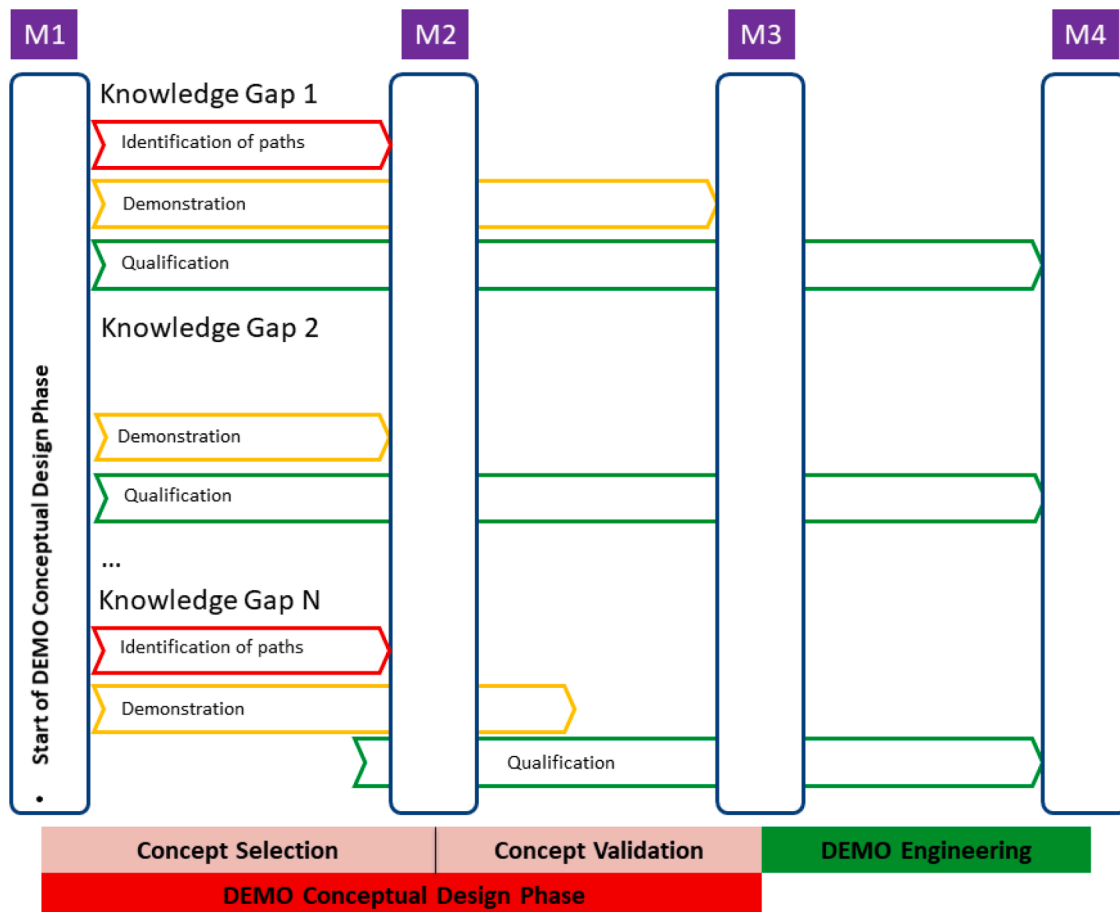 M1
M2
M3
M4
Knowledge Gap 1
Identification of paths
Demonstration
Qualification
Knowledge Gap 2
Demonstration
Qualification
...
Knowledge Gap N
Identification of paths
Demonstration
Qualification
• Start of DEMO Conceptual Design Phase
Concept Selection
Concept Validation
DEMO Engineering
DEMO Conceptual Design Phase